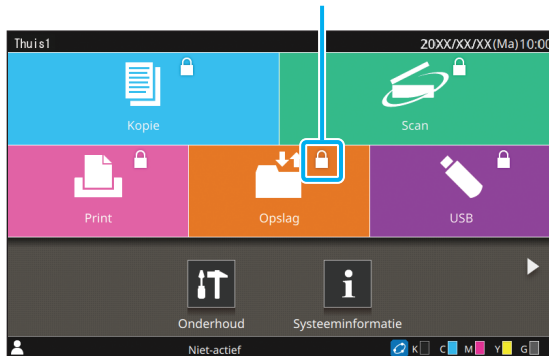 Thuis1 20XX/XX/XX(Ma)10:00
Kopie Scan
Print Opslag USB
Onderhoud Systeeminformatie
Niet-actief K C M Y G